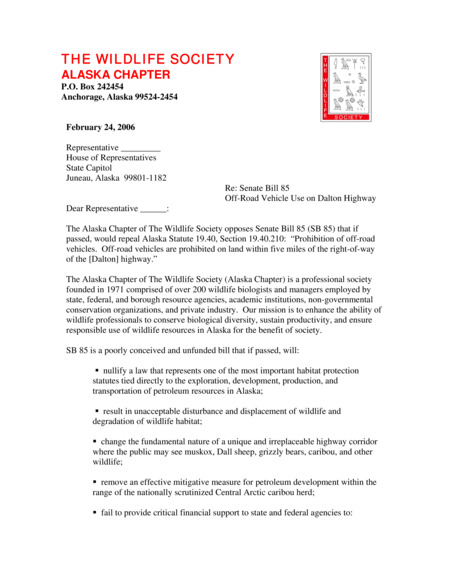 THE WILDLIFE SOCIETY
ALASKA CHAPTER
P.O. Box 242454
Anchorage, Alaska 99524-2454
THE WILDLIFE
SOCIETY
February 24, 2006
Representative _________
House of Representatives
State Capitol
Juneau, Alaska  99801-1182
Re: Senate Bill 85
Off-Road Vehicle Use on Dalton Highway
Dear Representative ______:
The Alaska Chapter of The Wildlife Society opposes Senate Bill 85 (SB 85) that if
passed, would repeal Alaska Statute 19.40, Section 19.40.210:  “Prohibition of off-road
vehicles.  Off-road vehicles are prohibited on land within five miles of the right-of-way
of the [Dalton] highway.”
The Alaska Chapter of The Wildlife Society (Alaska Chapter) is a professional society
founded in 1971 comprised of over 200 wildlife biologists and managers employed by
state, federal, and borough resource agencies, academic institutions, non-governmental
conservation organizations, and private industry.  Our mission is to enhance the ability of
wildlife professionals to conserve biological diversity, sustain productivity, and ensure
responsible use of wildlife resources in Alaska for the benefit of society.
SB 85 is a poorly conceived and unfunded bill that if passed, will:
▪ nullify a law that represents one of the most important habitat protection
statutes tied directly to the exploration, development, production, and
transportation of petroleum resources in Alaska;
▪ result in unacceptable disturbance and displacement of wildlife and
degradation of wildlife habitat;
▪ change the fundamental nature of a unique and irreplaceable highway corridor
where the public may see muskox, Dall sheep, grizzly bears, caribou, and other
wildlife;
▪ remove an effective mitigative measure for petroleum development within the
range of the nationally scrutinized Central Arctic caribou herd;
▪ fail to provide critical financial support to state and federal agencies to: